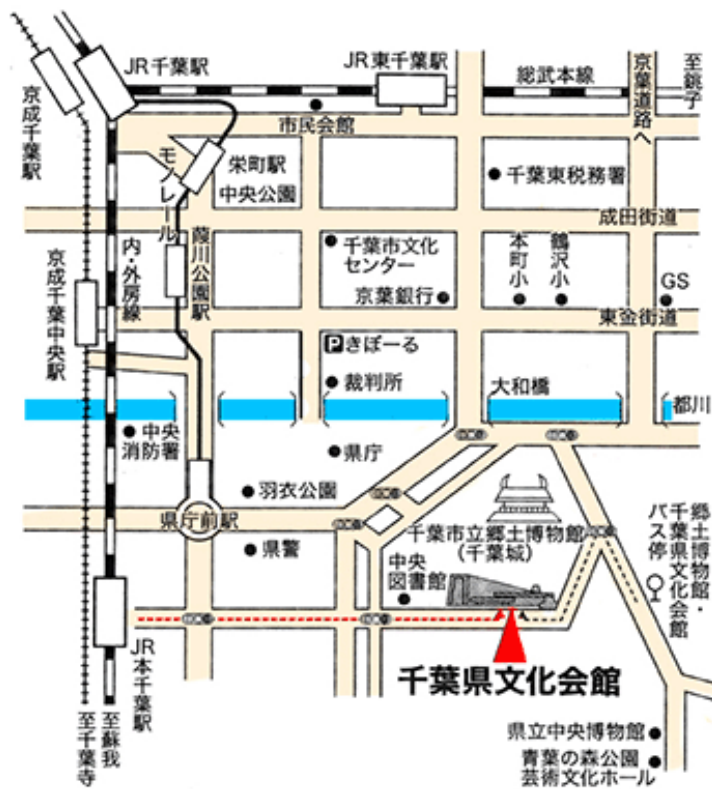 JR千葉駅
JR東千葉駅
総武本線
京葉道路へ
至銚子
京成千葉駅
市民会館
モノレール
栄町駅
中央公園
千葉東税務署
成田街道
京成千葉中央駅
内・外房線
葭川公園駅
千葉市文化
センター
本町小
鶴沢小
京葉銀行
GS
東金街道
Pきぼーる
裁判所
大和橋
都川
中央
消防署
県庁
羽衣公園
県庁前駅
千葉市立郷土博物館
(千葉城)
郷土博物館・
千葉県文化会館
バス停
県警
中央
図書館
JR本千葉駅
千葉県文化会館
至蘇我
至千葉寺
県立中央博物館
青葉の森公園
芸術文化ホール